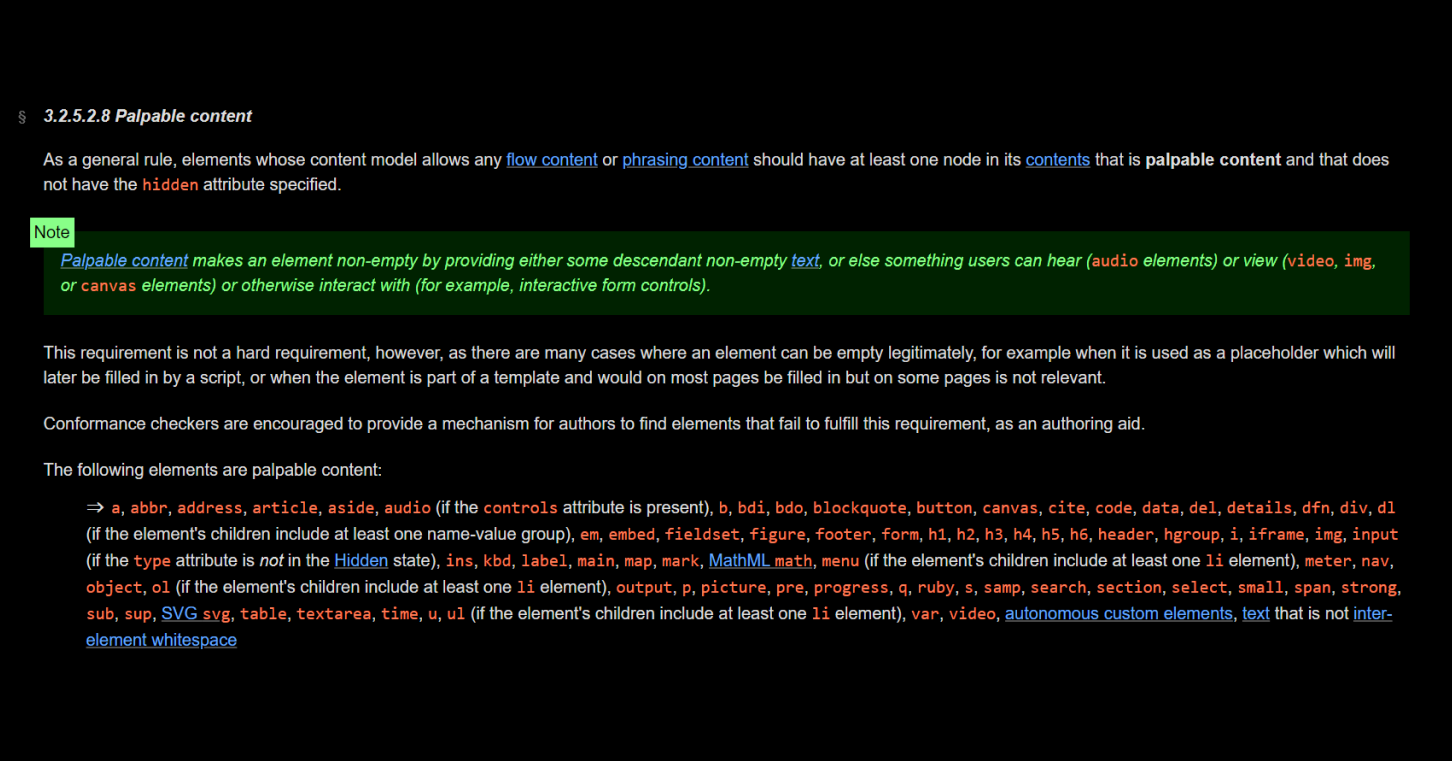 § 3.2.5.2.8 Palpable content
As a general rule, elements whose content model allows any flow content or phrasing content should have at least one node in its contents that is palpable content and that does
not have the hidden attribute specified.
Note
Palpable content makes an element non-empty by providing either some descendant non-empty text, or else something users can hear (audio elements) or view (video, img,
or canvas elements) or otherwise interact with (for example, interactive form controls).
This requirement is not a hard requirement, however, as there are many cases where an element can be empty legitimately, for example when it is used as a placeholder which will
later be filled in by a script, or when the element is part of a template and would on most pages be filled in but on some pages is not relevant.
Conformance checkers are encouraged to provide a mechanism for authors to find elements that fail to fulfill this requirement, as an authoring aid.
The following elements are palpable content:
⇒ a, abbr, address, article, aside, audio (if the controls attribute is present), b, bdi, bdo, blockquote, button, canvas, cite, code, data, del, details, dfn, div, dl
(if the element's children include at least one name-value group), em, embed, fieldset, figure, footer, form, h1, h2, h3, h4, h5, h6, header, hgroup, i, iframe, img, input
(if the type attribute is not in the Hidden state), ins, kbd, label, main, map, mark, MathML math, menu (if the element's children include at least one li element), meter, nav,
object, ol (if the element's children include at least one li element), output, p, picture, pre, progress, q, ruby, s, samp, search, section, select, small, span, strong,
sub, sup, SVG svg, table, textarea, time, u, ul (if the element's children include at least one li element), var, video, autonomous custom elements, text that is not inter-
element whitespace